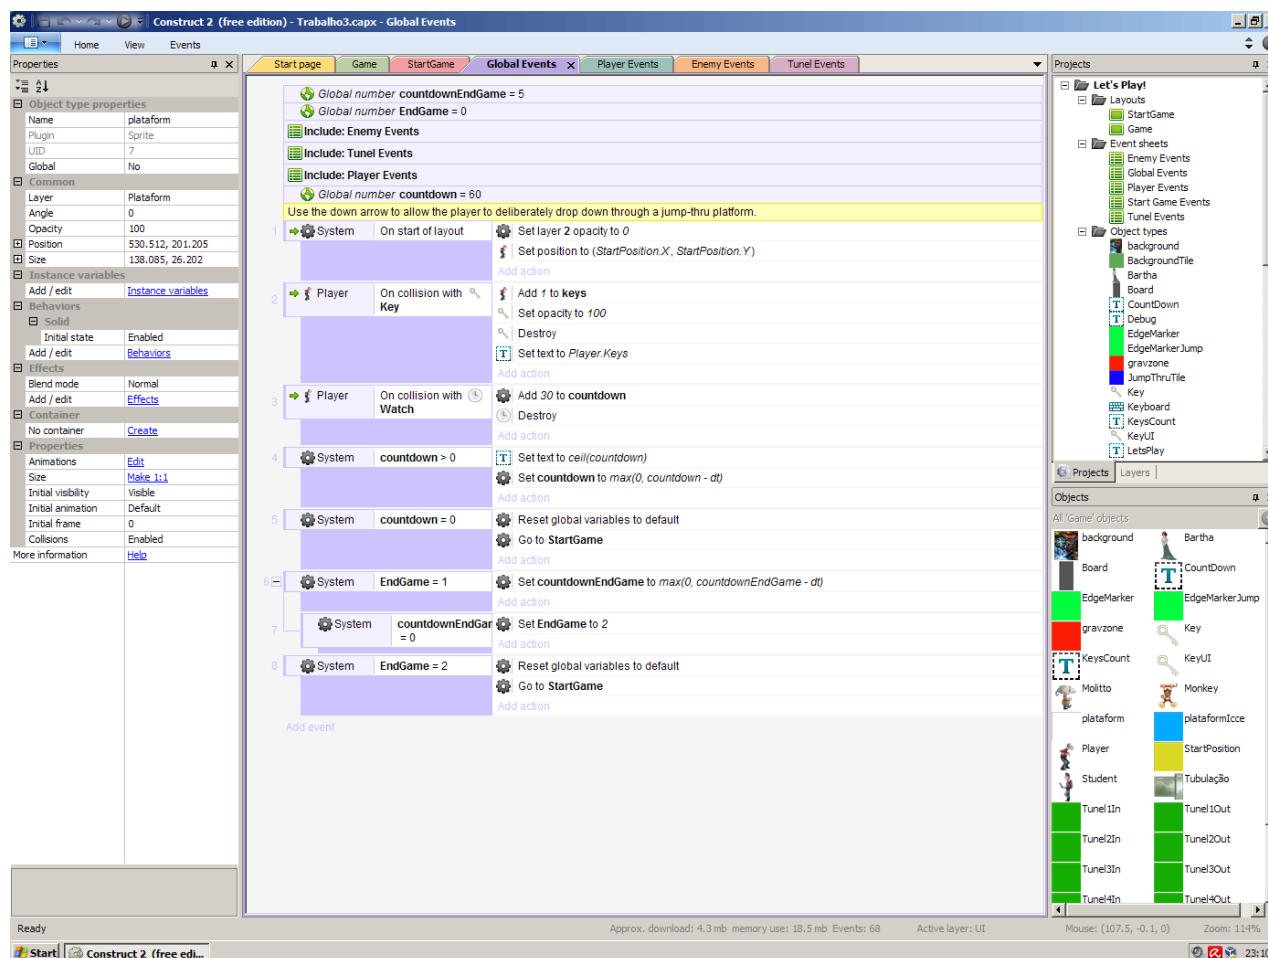 Construct 2 (free edition) - Trabalho3.capx - Global Events
Home View Events
Properties
Object type properties
Name plataform
Plugin Sprite
UID 7
Global No
Common
Layer Plataform
Angle 0
Opacity 100
Position 530.512, 201.205
Size 138.085, 26.202
Instance variables
Add / edit Instance variables
Behaviors
Solid
Initial state Enabled
Add / edit Behaviors
Effects
Blend mode Normal
Add / edit Effects
Container
No container Create
Properties
Animations Edit
Size Make 1:1
Initial visibility Visible
Initial animation Default
Initial frame 0
Collisions Enabled
More information Help
Start page Game StartGame Global Events x Player Events Enemy Events Tunel Events
Global number countdownEndGame = 5
Global number EndGame = 0
Include: Enemy Events
Include: Tunel Events
Include: Player Events
Global number countdown = 60
Use the down arrow to allow the player to deliberately drop down through a jump-thru platform.
1 System On start of layout Set layer 2 opacity to 0
Set position to (StartPosition.X, StartPosition.Y)
Add action
2 Player On collision with Key Add 1 to keys
Set opacity to 100
Destroy
Set text to Player.Keys
Add action
3 Player On collision with Watch Add 30 to countdown
Destroy
Add action
4 System countdown > 0 Set text to ceil(countdown)
Set countdown to max(0, countdown - dt)
Add action
5 System countdown = 0 Reset global variables to default
Go to StartGame
Add action
6 System EndGame = 1 Set countdownEndGame to max(0, countdownEndGame - dt)
Add action
7 System countdownEndGar = 0 Set EndGame to 2
Add action
8 System EndGame = 2 Reset global variables to default
Go to StartGame
Add action
Add event
Projects
Let's Play!
Layouts
StartGame
Game
Event sheets
Enemy Events
Global Events
Player Events
Start Game Events
Tunel Events
Object types
background
BackgroundTile
Bartha
Board
CountDown
Debug
EdgeMarker
EdgeMarkerJump
gravzone
JumpThruTile
Key
Keyboard
KeysCount
KeyUI
LetsPlay
Projects Layers
Objects
All 'Game' objects
background Bartha
Board CountDown
EdgeMarker EdgeMarkerJump
gravzone Key
KeysCount KeyUI
Molitto Monkey
plataform plataformIcce
Player StartPosition
Student Tubulação
Tunel1In Tunel1Out
Tunel2In Tunel2Out
Tunel3In Tunel3Out
Tunel4In Tunel4Out
Ready Approx. download: 4.3 mb memory use: 18.5 mb Events: 68 Active layer: UI Mouse: (107.5, -0.1, 0) Zoom: 114%
Start Construct 2 (free edi... 23:10